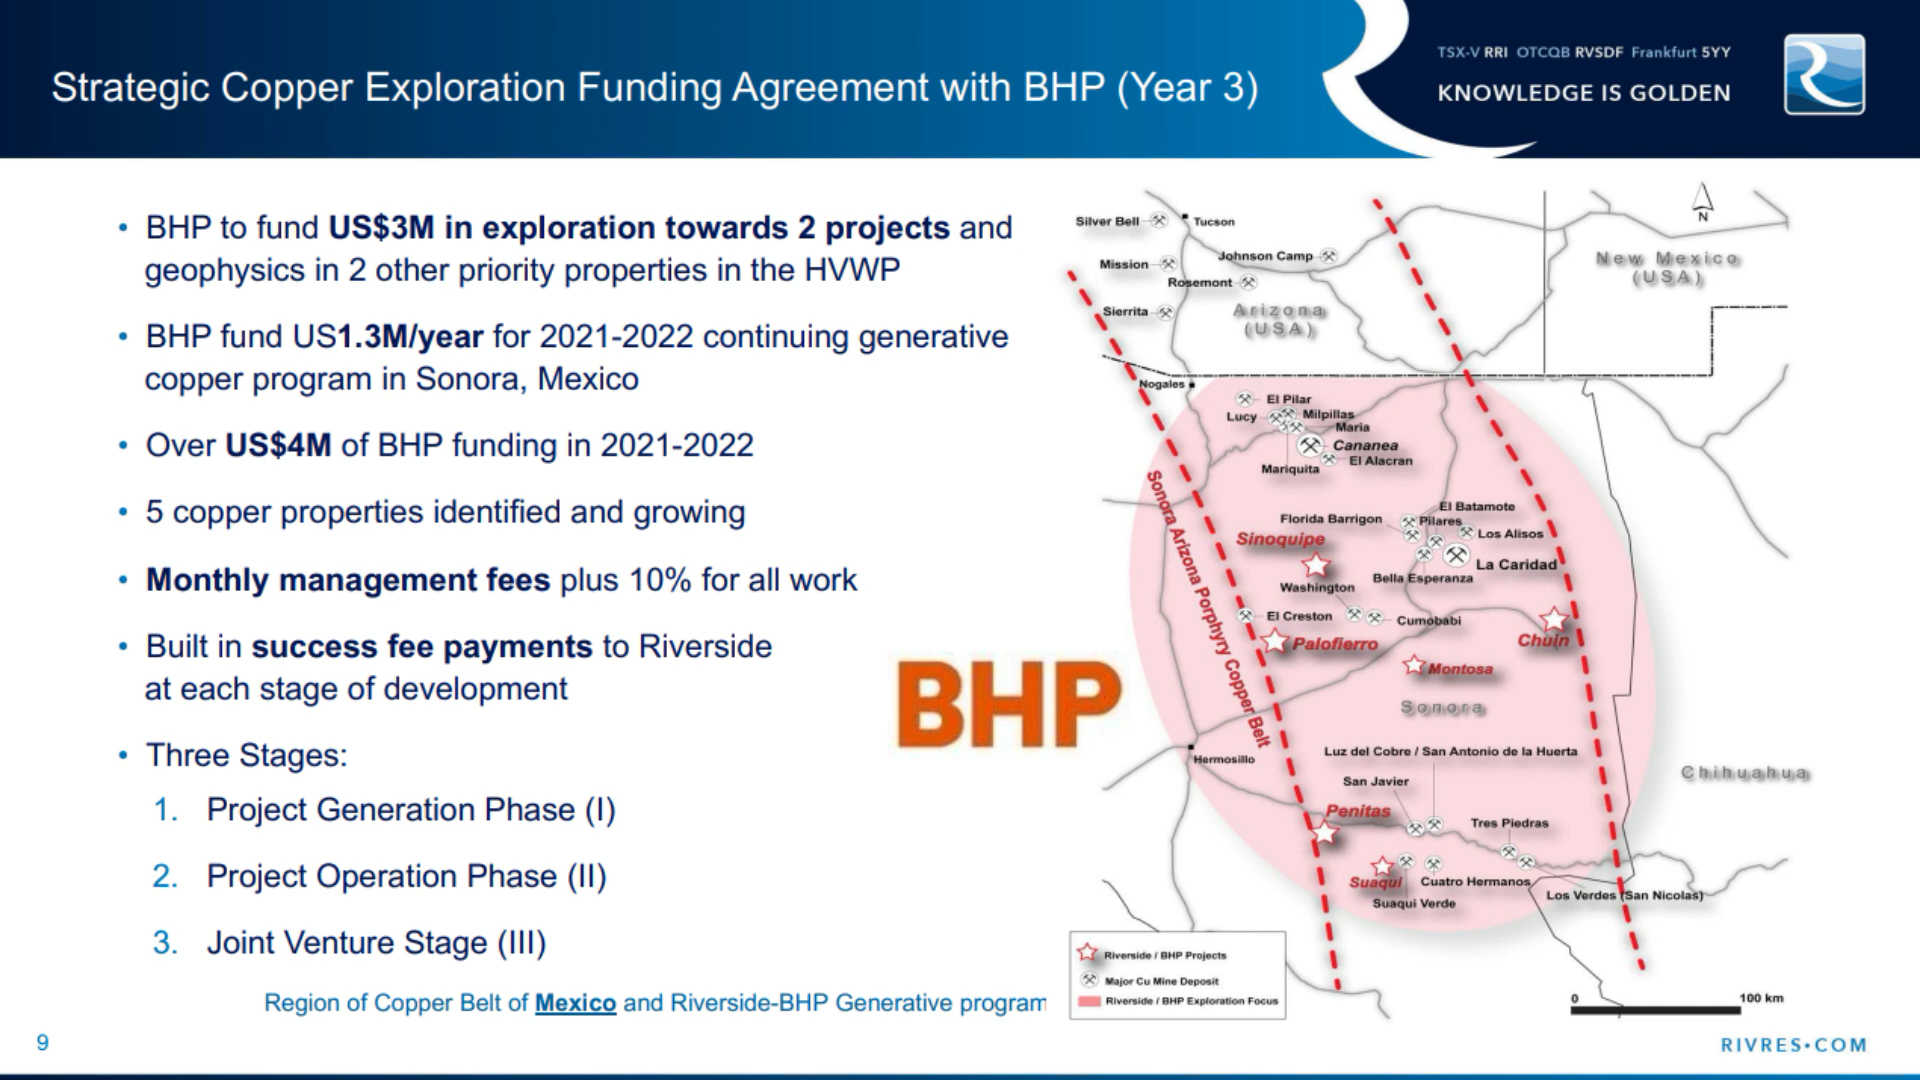 Strategic Copper Exploration Funding Agreement with BHP (Year 3)
TSX-V RRI OTCQB RVSDF Frankfurt 5YY
KNOWLEDGE IS GOLDEN
• BHP to fund US$3M in exploration towards 2 projects and
geophysics in 2 other priority properties in the HVWP
• BHP fund US1.3M/year for 2021-2022 continuing generative
copper program in Sonora, Mexico
• Over US$4M of BHP funding in 2021-2022
• 5 copper properties identified and growing
• Monthly management fees plus 10% for all work
• Built in success fee payments to Riverside
at each stage of development
• Three Stages:
1. Project Generation Phase (I)
2. Project Operation Phase (II)
3. Joint Venture Stage (III)
Region of Copper Belt of Mexico and Riverside-BHP Generative program
BHP
Silver Bell
Tucson
N
Johnson Camp
New Mexico
(USA)
Mission
Rosemont
Sierrita
Arizona
(USA)
Nogales
El Pilar
Lucy
Milpillas
Maria
Cananea
El Alacran
Mariquita
Sonora Arizona Porphyry Copper Belt
El Batamote
Florida Barrigon
Pilares
Los Alisos
Sinoquipe
La Caridad
Bella Esperanza
Washington
El Creston
Cumobabi
Palofierro
Chuin
Montosa
Sonora
Luz del Cobre / San Antonio de la Huerta
Hermosillo
Chihuahua
San Javier
Penitas
Tres Piedras
Suaqui
Cuatro Hermanos
Los Verdes (San Nicolas)
Suaqui Verde
Riverside / BHP Projects
Major Cu Mine Deposit
Riverside / BHP Exploration Focus
0
100 km
9
RIVRES•COM